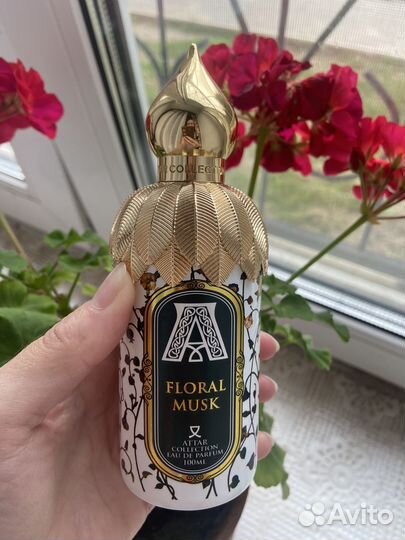 COLLEC
A
FLORAL
MUSK
ATTAR
COLLECTION
EAU DE PARFUM
100ML
Avito